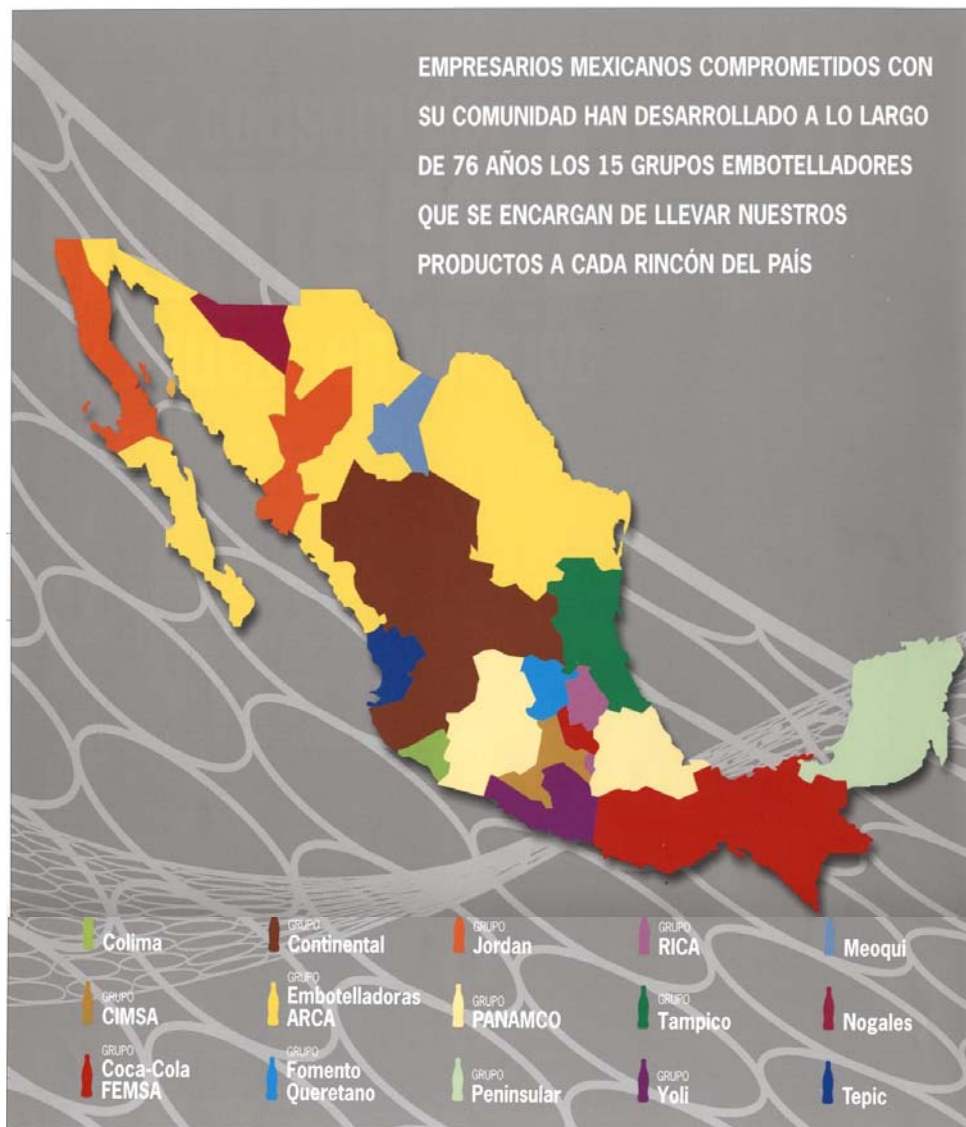 EMPRESARIOS MEXICANOS COMPROMETIDOS CON
SU COMUNIDAD HAN DESARROLLADO A LO LARGO
DE 76 AÑOS LOS 15 GRUPOS EMBOTELLADORES
QUE SE ENCARGAN DE LLEVAR NUESTROS
PRODUCTOS A CADA RINCÓN DEL PAÍS
Colima
GRUPO
Continental
GRUPO
Jordan
GRUPO
RICA
Meoqui
GRUPO
CIMSA
GRUPO
Embotelladoras
ARCA
GRUPO
PANAMCO
GRUPO
Tampico
Nogales
GRUPO
Coca-Cola
FEMSA
GRUPO
Fomento
Queretano
GRUPO
Peninsular
GRUPO
Yoli
Tepic